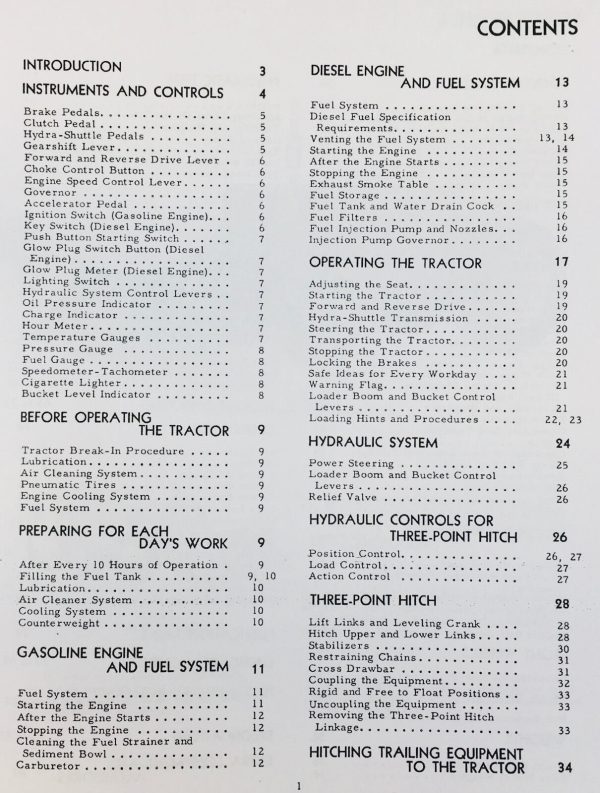 CONTENTS
INTRODUCTION 3
INSTRUMENTS AND CONTROLS 4
Brake Pedals. . . . . . . . . . . . . . 5
Clutch Pedal . . . . . . . . . . . . . . 5
Hydra-Shuttle Pedals . . . . . . . . . 5
Gearshift Lever. . . . . . . . . . . . . 5
Forward and Reverse Drive Lever . 6
Choke Control Button . . . . . . . . . 6
Engine Speed Control Lever. . . . . . 6
Governor . . . . . . . . . . . . . . . . 6
Accelerator Pedal . . . . . . . . . . . 6
Ignition Switch (Gasoline Engine). . . 6
Key Switch (Diesel Engine). . . . . . 6
Push Button Starting Switch . . . . . 7
Glow Plug Switch Button (Diesel
Engine) . . . . . . . . . . . . . . . . 7
Glow Plug Meter (Diesel Engine). . . 7
Lighting Switch . . . . . . . . . . . . 7
Hydraulic System Control Levers . . 7
Oil Pressure Indicator . . . . . . . . 7
Charge Indicator . . . . . . . . . . . 7
Hour Meter. . . . . . . . . . . . . . . 7
Temperature Gauges . . . . . . . . . 7
Pressure Gauge . . . . . . . . . . . . 8
Fuel Gauge . . . . . . . . . . . . . . . 8
Speedometer-Tachometer . . . . . . . 8
Cigarette Lighter. . . . . . . . . . . . 8
Bucket Level Indicator . . . . . . . . 8
BEFORE OPERATING
THE TRACTOR 9
Tractor Break-In Procedure . . . . . 9
Lubrication. . . . . . . . . . . . . . . 9
Air Cleaning System . . . . . . . . . . 9
Pneumatic Tires . . . . . . . . . . . . 9
Engine Cooling System . . . . . . . . 9
Fuel System . . . . . . . . . . . . . . 9
PREPARING FOR EACH
DAY'S WORK 9
After Every 10 Hours of Operation . 9
Filling the Fuel Tank . . . . . . . . . 9, 10
Lubrication. . . . . . . . . . . . . . . 10
Air Cleaner System . . . . . . . . . . 10
Cooling System . . . . . . . . . . . . 10
Counterweight . . . . . . . . . . . . . 10
GASOLINE ENGINE
AND FUEL SYSTEM 11
Fuel System . . . . . . . . . . . . . . 11
Starting the Engine . . . . . . . . . . 11
After the Engine Starts . . . . . . . . 12
Stopping the Engine . . . . . . . . . . 12
Cleaning the Fuel Strainer and
Sediment Bowl . . . . . . . . . . . . 12
Carburetor . . . . . . . . . . . . . . . 12
DIESEL ENGINE
AND FUEL SYSTEM 13
Fuel System . . . . . . . . . . . . . . 13
Diesel Fuel Specification
Requirements. . . . . . . . . . . . . 13
Venting the Fuel System . . . . . . . 13, 14
Starting the Engine . . . . . . . . . . 14
After the Engine Starts . . . . . . . . 15
Stopping the Engine . . . . . . . . . . 15
Exhaust Smoke Table . . . . . . . . . 15
Fuel Storage . . . . . . . . . . . . . . 15
Fuel Tank and Water Drain Cock . . 15
Fuel Filters . . . . . . . . . . . . . . 16
Fuel Injection Pump and Nozzles. . . 16
Injection Pump Governor. . . . . . . . 16
OPERATING THE TRACTOR 17
Adjusting the Seat. . . . . . . . . . . . 19
Starting the Tractor . . . . . . . . . . 19
Forward and Reverse Drive. . . . . . 19
Hydra-Shuttle Transmission . . . . . 20
Steering the Tractor. . . . . . . . . . 20
Transporting the Tractor. . . . . . . . 20
Stopping the Tractor . . . . . . . . . . 20
Locking the Brakes . . . . . . . . . . 20
Safe Ideas for Every Workday . . . . 21
Warning Flag. . . . . . . . . . . . . . 21
Loader Boom and Bucket Control
Levers . . . . . . . . . . . . . . . . 21
Loading Hints and Procedures . . . . 22, 23
HYDRAULIC SYSTEM 24
Power Steering . . . . . . . . . . . . . 25
Loader Boom and Bucket Control
Levers . . . . . . . . . . . . . . . . 26
Relief Valve . . . . . . . . . . . . . . 26
HYDRAULIC CONTROLS FOR
THREE-POINT HITCH 26
Position Control. . . . . . . . . . . . . 26, 27
Load Control. . . . . . . . . . . . . . . 27
Action Control . . . . . . . . . . . . . 27
THREE-POINT HITCH 28
Lift Links and Leveling Crank . . . . 28
Hitch Upper and Lower Links. . . . . 28
Stabilizers . . . . . . . . . . . . . . . 30
Restraining Chains. . . . . . . . . . . 31
Cross Drawbar . . . . . . . . . . . . . 31
Coupling the Equipment. . . . . . . . . 32
Rigid and Free to Float Positions . . 33
Uncoupling the Equipment . . . . . . . 33
Removing the Three-Point Hitch
Linkage. . . . . . . . . . . . . . . . . 33
HITCHING TRAILING EQUIPMENT
TO THE TRACTOR 34
1